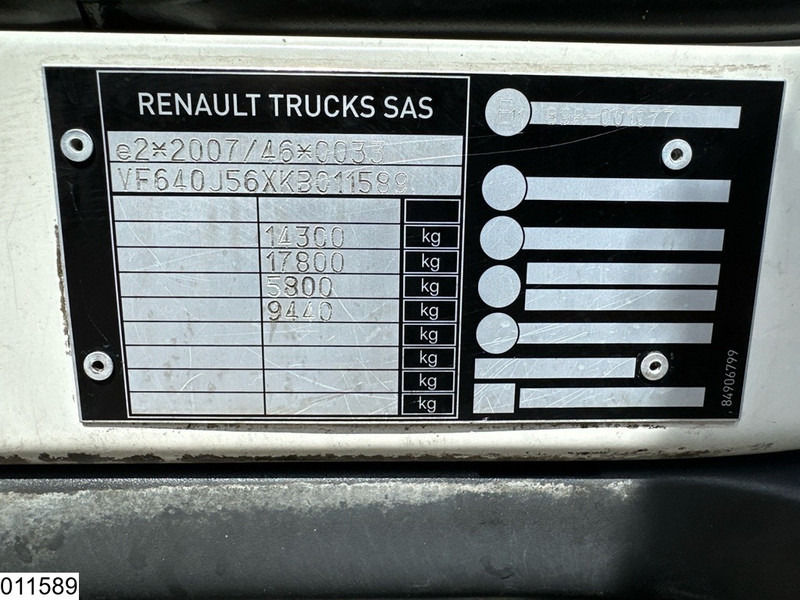 RENAULT TRUCKS SAS
e2*2007/46*0033
VF640J56XKB011589
14300 kg
17800 kg
5800 kg
9440 kg
kg
kg
kg
kg
84906799
011589